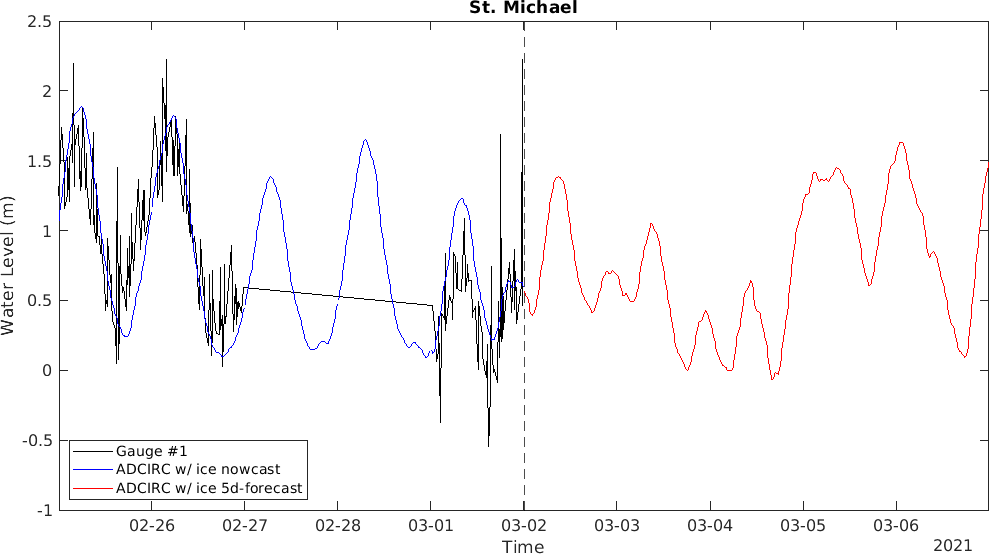 St. Michael
2.5
2
1.5
1
0.5
0
-0.5
-1
Water Level (m)
Gauge #1
ADCIRC w/ ice nowcast
ADCIRC w/ ice 5d-forecast
02-26 02-27 02-28 03-01 03-02 03-03 03-04 03-05 03-06
Time
2021